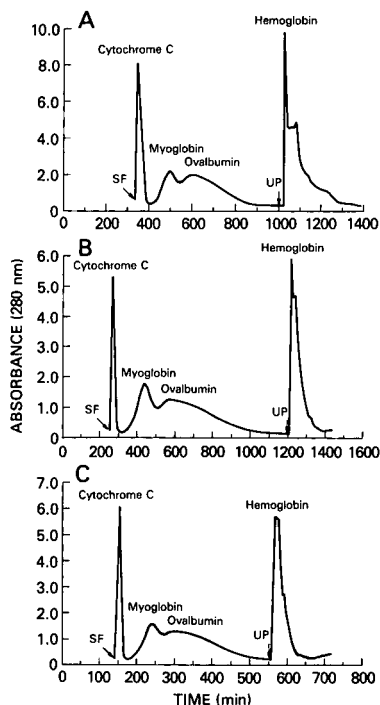 A
Hemoglobin
10.0
Cytochrome C
8.0
6.0
4.0
Myoglobin
Ovalbumin
SF
UP
2.0
0
0 200 400 600 800 1000 1200 1400
B
Hemoglobin
Cytochrome C
6.0
5.0
4.0
3.0
Myoglobin
2.0
Ovalbumin
1.0
SF
UP
0
0 200 400 600 800 1000 1200 1400 1600
ABSORBANCE (280 nm)
C
7.0
Cytochrome C
Hemoglobin
6.0
5.0
4.0
3.0
Myoglobin
2.0
Ovalbumin
SF
UP
1.0
0
0 100 200 300 400 500 600 700 800
TIME (min)